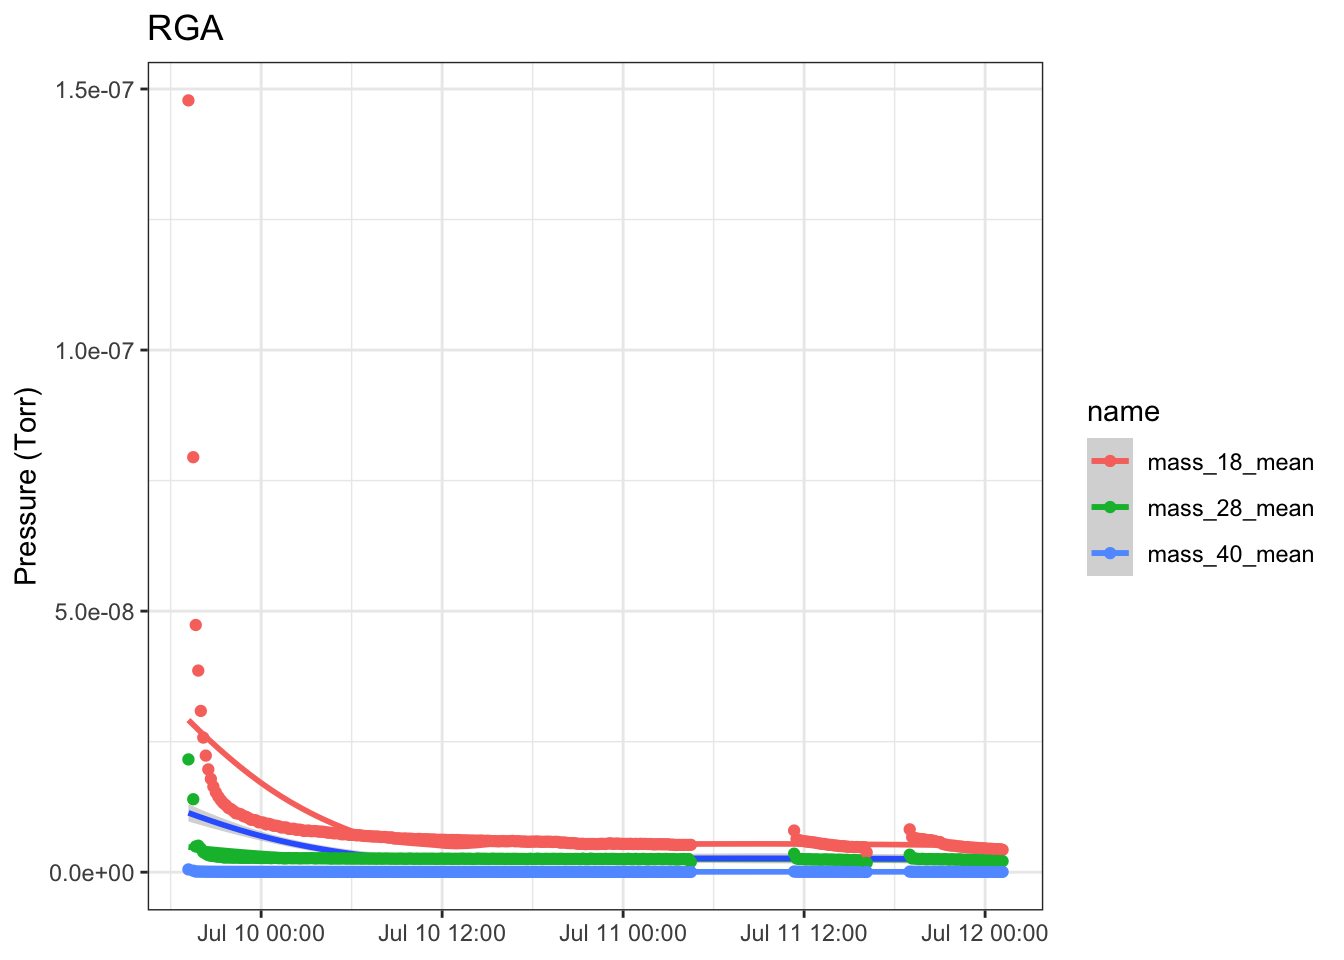 RGA
1.5e-07
1.0e-07
5.0e-08
0.0e+00
Pressure (Torr)
Jul 10 00:00
Jul 10 12:00
Jul 11 00:00
Jul 11 12:00
Jul 12 00:00
name
mass_18_mean
mass_28_mean
mass_40_mean